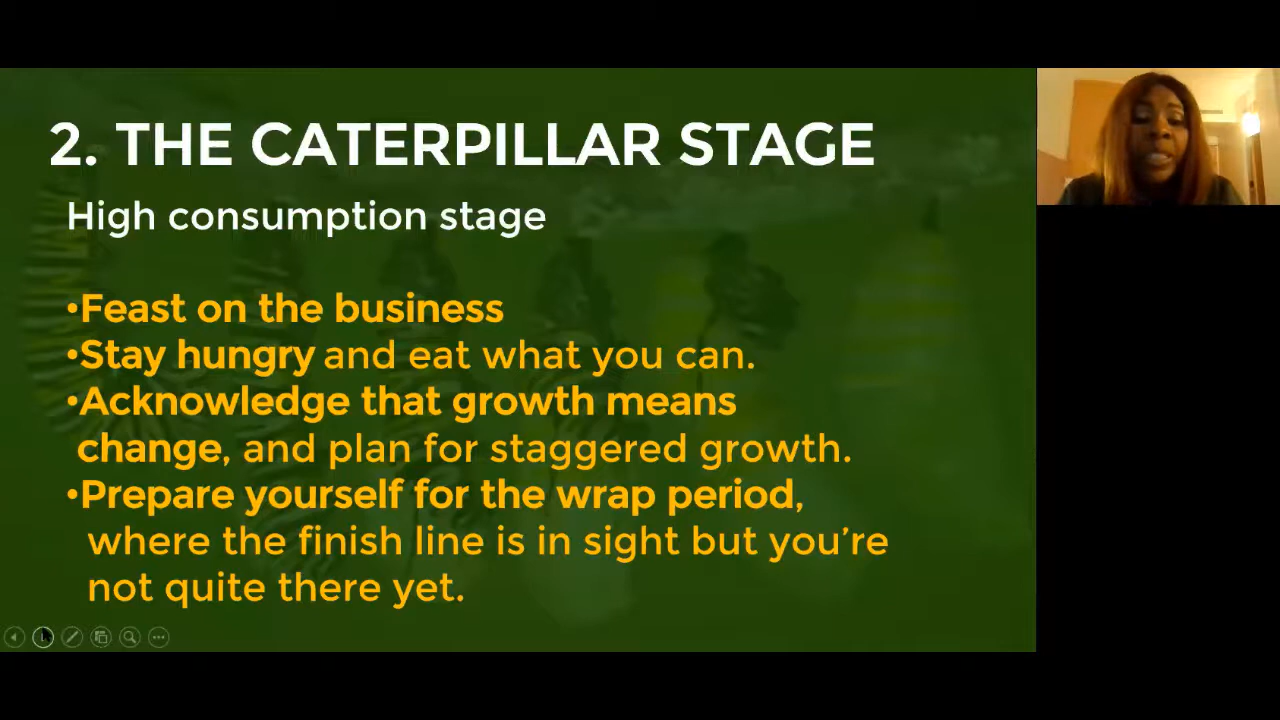 2. THE CATERPILLAR STAGE
High consumption stage
•Feast on the business
•Stay hungry and eat what you can.
•Acknowledge that growth means
change, and plan for staggered growth.
•Prepare yourself for the wrap period,
where the finish line is in sight but you’re
not quite there yet.